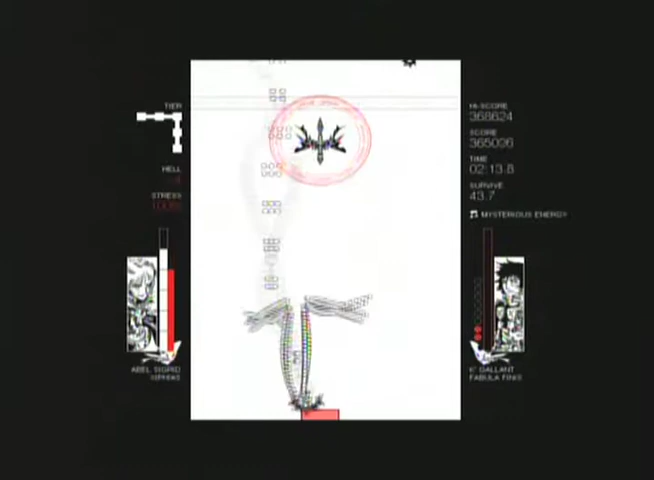 TIER
HELL
STRESS
HI-SCORE
368624
SCORE
365006
TIME
02:13.8
SURVIVE
43.7
MYSTERIOUS ENERGY
ABEL SIGRID
K' GALLANT
FABULA FINIS